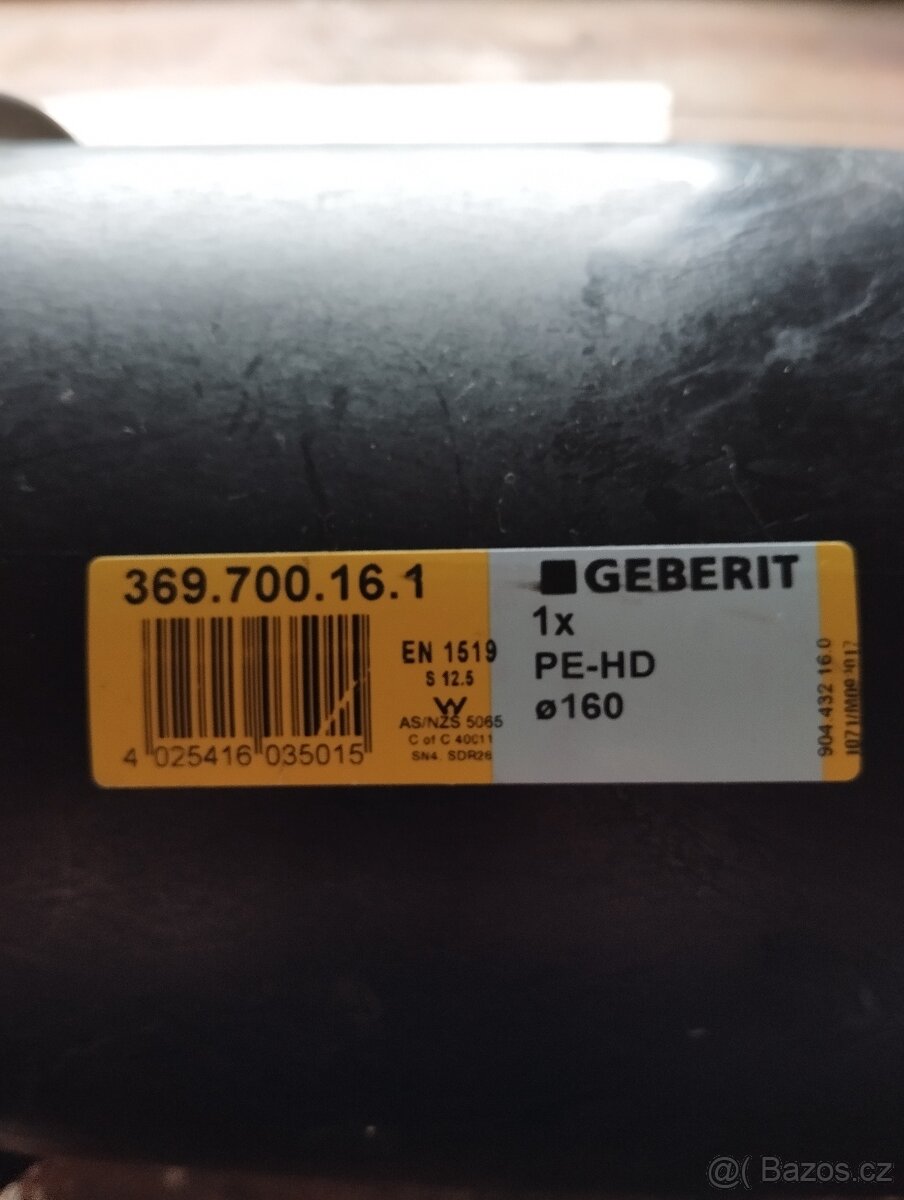 369.700.16.1
4 025416 035015
EN 1519
S 12.5
AS/NZS 5065
C of C 40011
SN4. SDR26
GEBERIT
1x
PE-HD
ø160
904 432 16.0
@( Bazos.cz